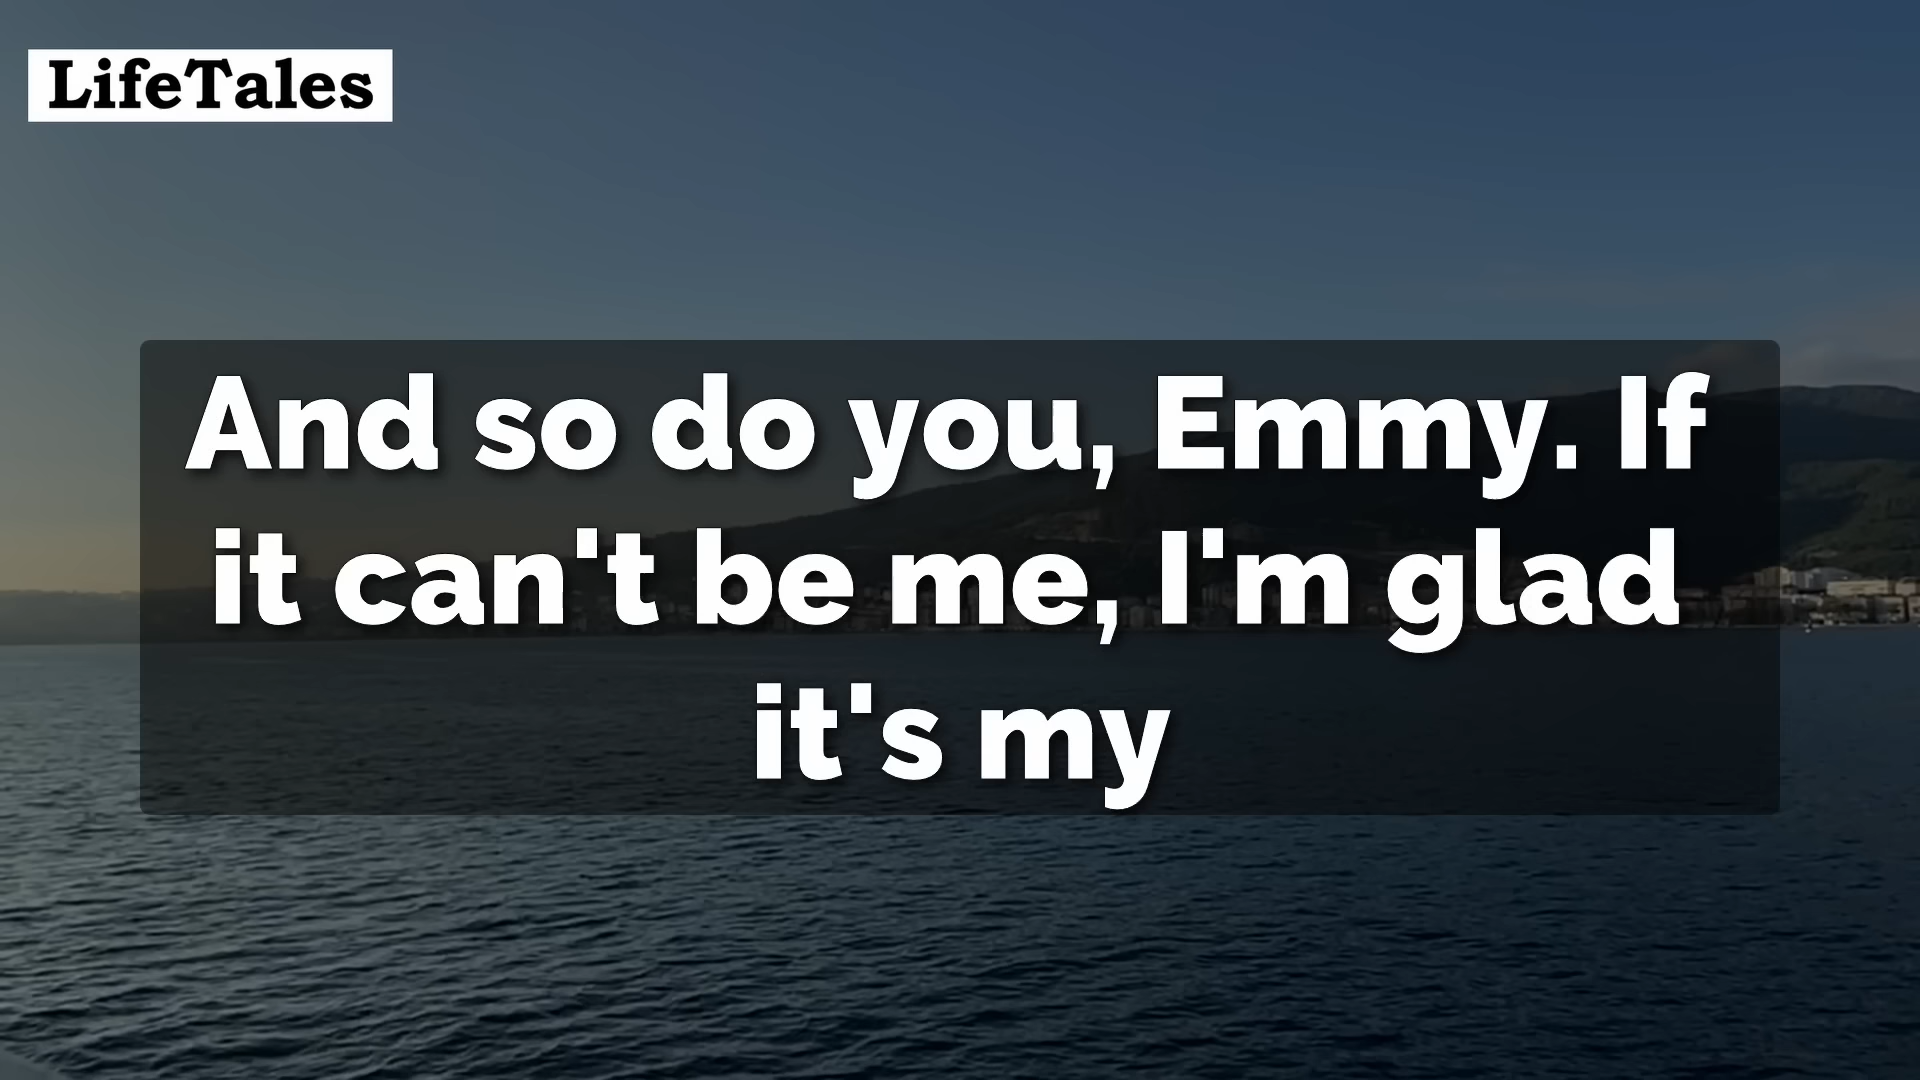 LifeTales
And so do you, Emmy. If
it can't be me, I'm glad
it's my